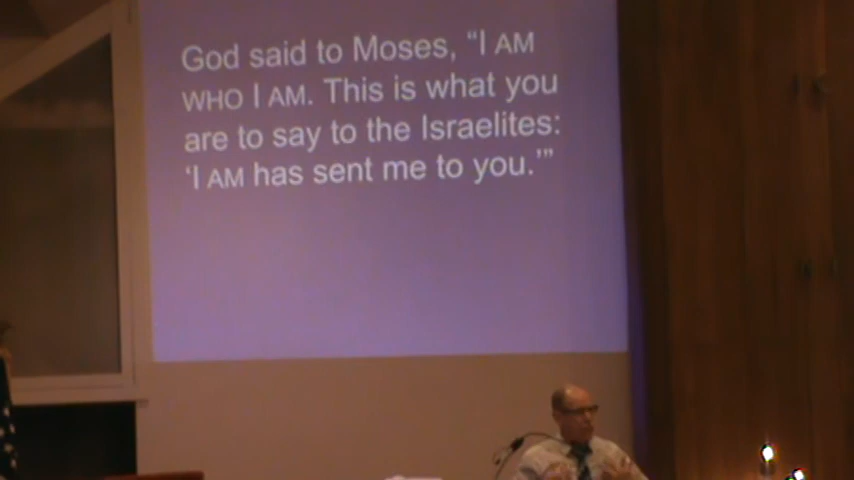 God said to Moses, “I AM
WHO I AM. This is what you
are to say to the Israelites:
‘I AM has sent me to you.’”